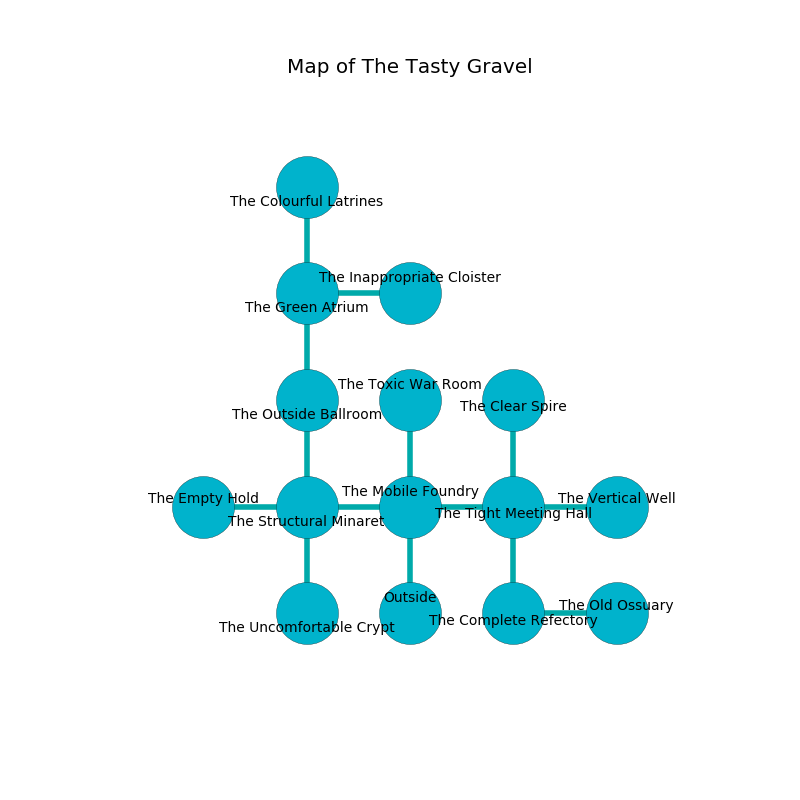 Map of The Tasty Gravel
The Colourful Latrines
The Inappropriate Cloister
The Green Atrium
The Toxic War Room
The Clear Spire
The Outside Ballroom
The Mobile Foundry
The Empty Hold
The Vertical Well
The Tight Meeting Hall
The Structural Minaret
Outside
The Old Ossuary
The Complete Refectory
The Uncomfortable Crypt